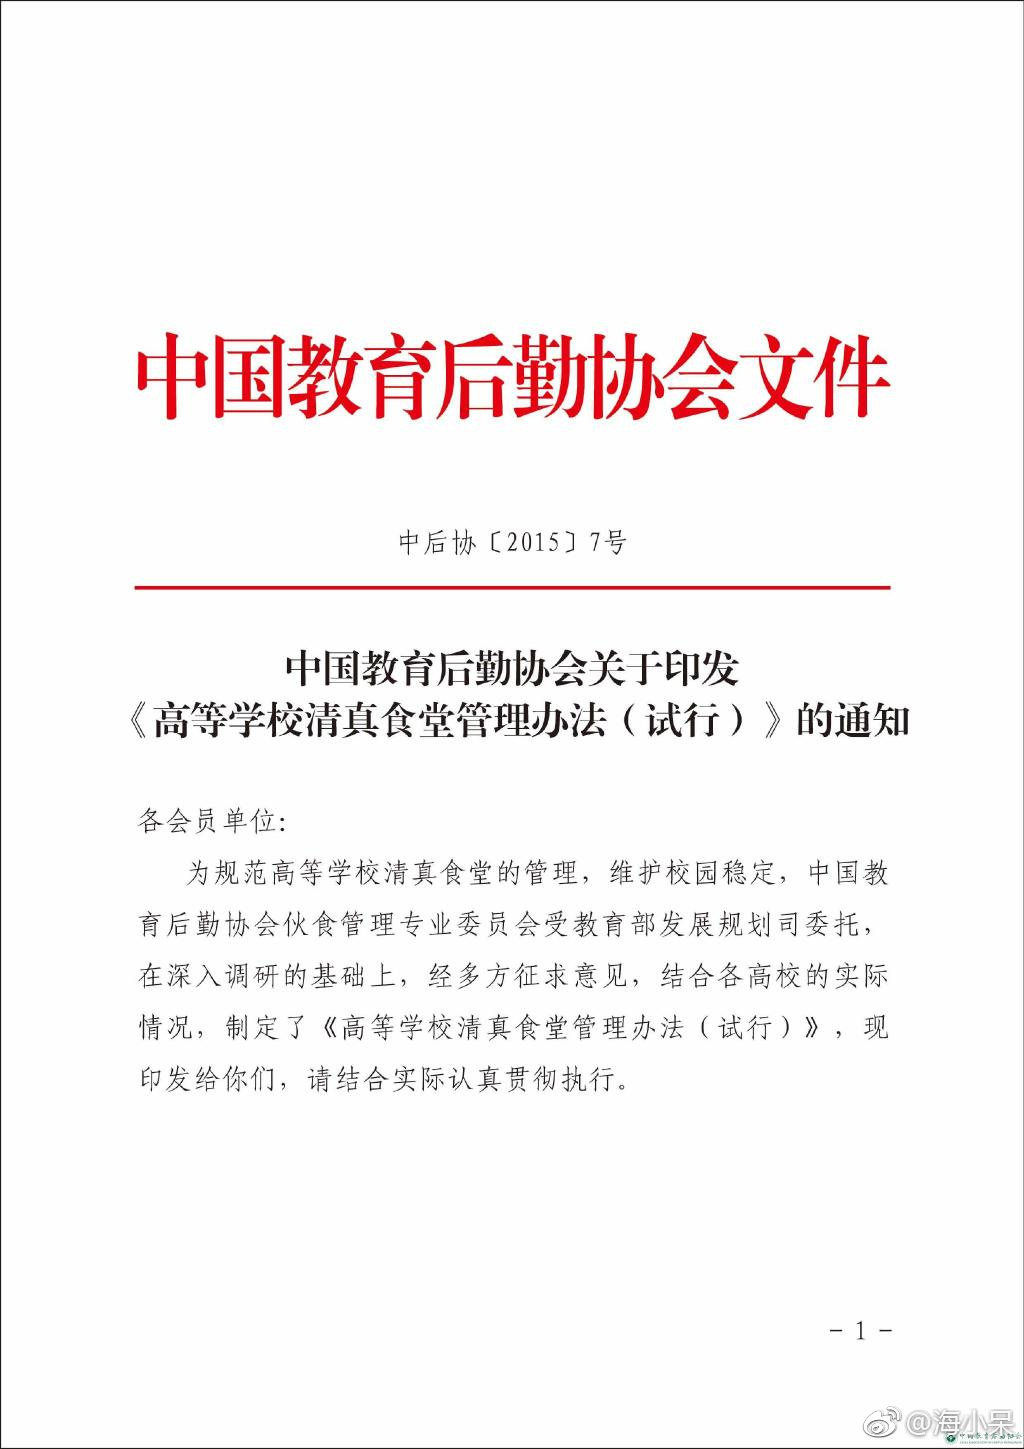 中国教育后勤协会文件
中后协〔2015〕7号
中国教育后勤协会关于印发
《高等学校清真食堂管理办法（试行）》的通知
各会员单位：
为规范高等学校清真食堂的管理，维护校园稳定，中国教
育后勤协会伙食管理专业委员会受教育部发展规划司委托，
在深入调研的基础上，经多方征求意见，结合各高校的实际
情况，制定了《高等学校清真食堂管理办法（试行）》，现
印发给你们，请结合实际认真贯彻执行。
- 1 -
@海小呆
中国教育后勤协会